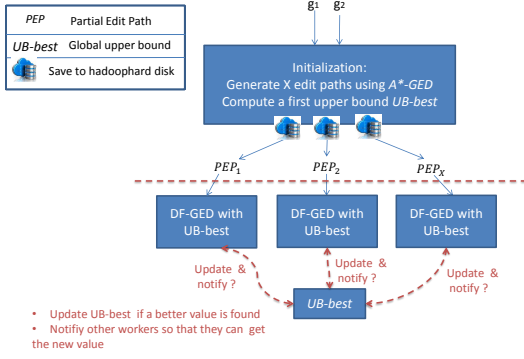 PEP Partial Edit Path
UB-best Global upper bound
Save to hadoophard disk
g1 g2
Initialization:
Generate X edit paths using A*-GED
Compute a first upper bound UB-best
PEP1 PEP2 PEPX
DF-GED with
UB-best
DF-GED with
UB-best
DF-GED with
UB-best
Update &
notify ?
Update &
notify ?
Update &
notify ?
UB-best
• Update UB-best if a better value is found
• Notifiy other workers so that they can get
the new value